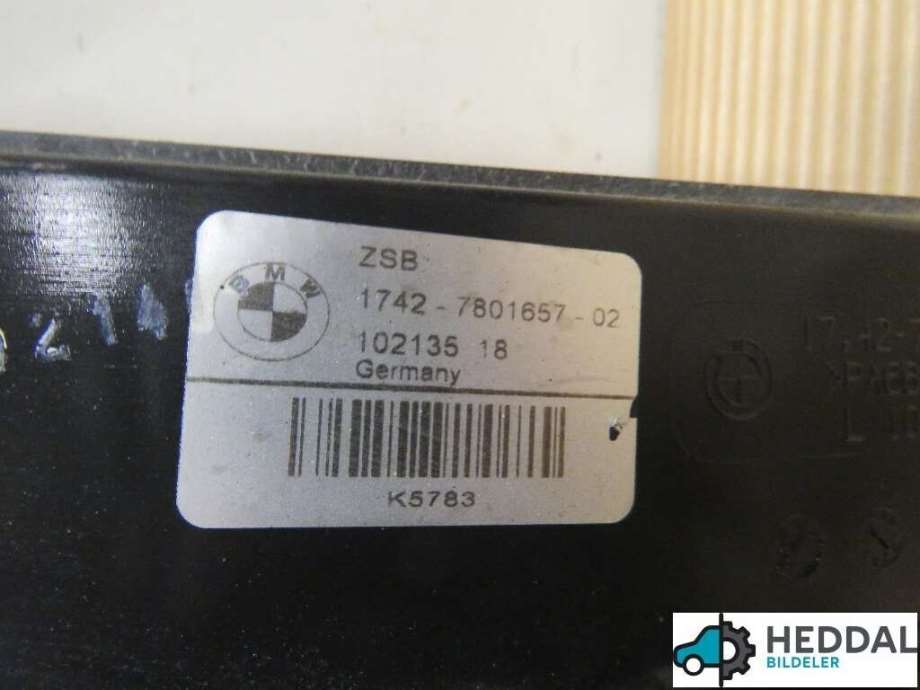 BMW
ZSB
1742 - 7801657 - 02
102135 18
Germany
K5783
HEDDAL
BILDELER